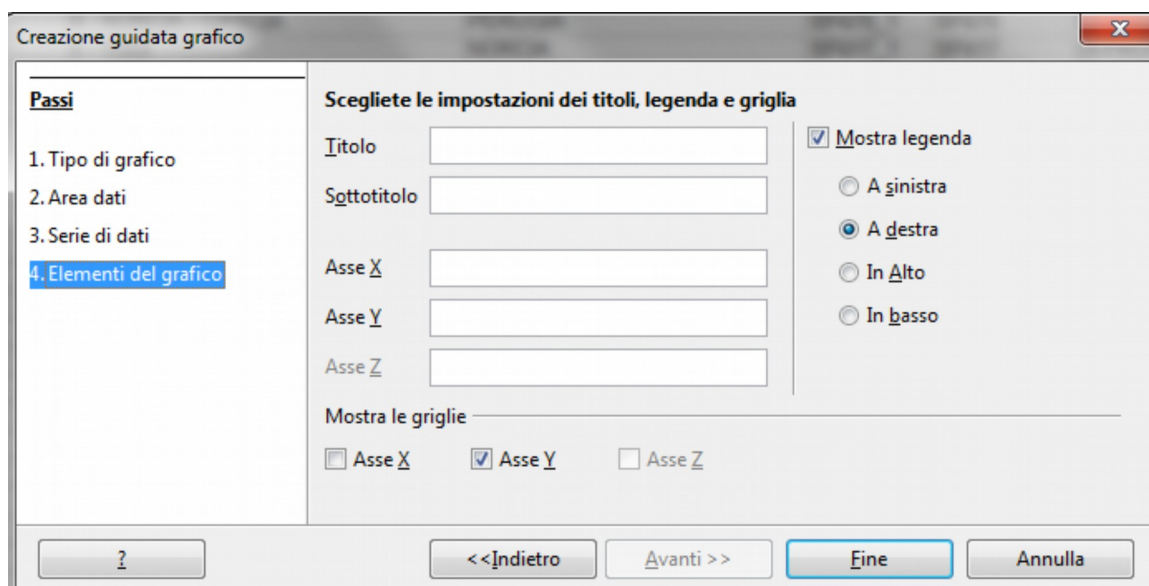 Creazione guidata grafico
Passi
1. Tipo di grafico
2. Area dati
3. Serie di dati
4. Elementi del grafico
Scegliete le impostazioni dei titoli, legenda e griglia
Titolo
Sottotitolo
Asse X
Asse Y
Asse Z
Mostra legenda
A sinistra
A destra
In Alto
In basso
Mostra le griglie
Asse X
Asse Y
Asse Z
?
<<Indietro
Avanti >>
Fine
Annulla